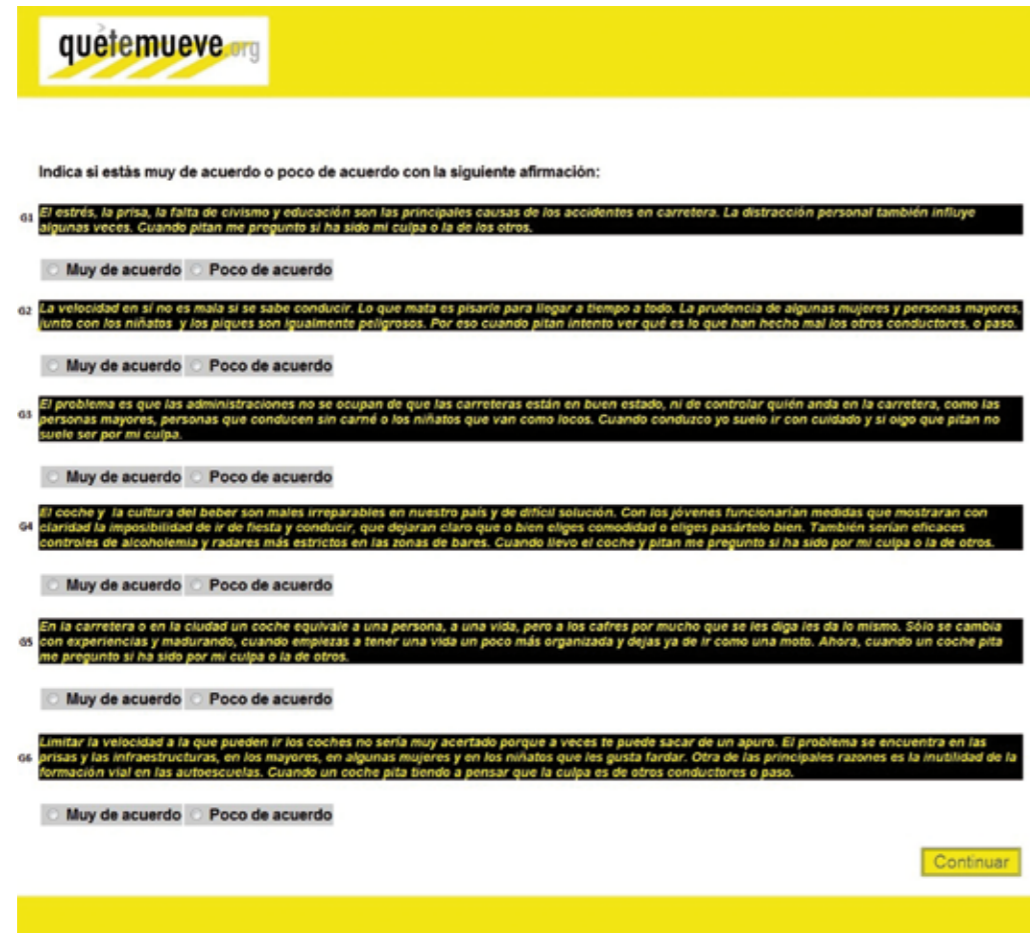 quétemueve.org
Indica si estàs muy de acuerdo o poco de acuerdo con la siguiente afirmación:
G1 El estrés, la prisa, la falta de civismo y educación son las principales causas de los accidentes en carretera. La distracción personal también influye
algunas veces. Cuando pitan me pregunto si ha sido mi culpa o la de los otros.
Muy de acuerdo Poco de acuerdo
G2 La velocidad en sí no es mala si se sabe conducir. Lo que mata es pisarle para llegar a tiempo a todo. La prudencia de algunas mujeres y personas mayores,
junto con los niñatos y los piques son igualmente peligrosos. Por eso cuando pitan intento ver qué es lo que han hecho mal los otros conductores, o paso.
Muy de acuerdo Poco de acuerdo
G3 El problema es que las administraciones no se ocupan de que las carreteras están en buen estado, ni de controlar quién anda en la carretera, como las
personas mayores, personas que conducen sin carné o los niñatos que van como locos. Cuando conduzco yo suelo ir con cuidado y si oigo que pitan no
suele ser por mi culpa.
Muy de acuerdo Poco de acuerdo
G4 El coche y la cultura del beber son males irreparables en nuestro país y de difícil solución. Con los jóvenes funcionarían medidas que mostraran con
claridad la imposibilidad de ir de fiesta y conducir, que dejaran claro que o bien eliges comodidad o eliges pasártelo bien. También serían eficaces
controles de alcoholemia y radares más estrictos en las zonas de bares. Cuando llevo el coche y pitan me pregunto si ha sido por mi culpa o la de otros.
Muy de acuerdo Poco de acuerdo
G5 En la carretera o en la ciudad un coche equivale a una persona, a una vida, pero a los cafres por mucho que se les diga les da lo mismo. Sólo se cambia
con experiencias y madurando, cuando empiezas a tener una vida un poco más organizada y dejas ya de ir como una moto. Ahora, cuando un coche pita
me pregunto si ha sido por mi culpa o la de otros.
Muy de acuerdo Poco de acuerdo
G6 Limitar la velocidad a la que pueden ir los coches no sería muy acertado porque a veces te puede sacar de un apuro. El problema se encuentra en las
prisas y las infraestructuras, en los mayores, en algunas mujeres y en los niñatos que les gusta fardar. Otra de las principales razones es la inutilidad de la
formación vial en las autoescuelas. Cuando un coche pita tiendo a pensar que la culpa es de otros conductores o paso.
Muy de acuerdo Poco de acuerdo
Continuar